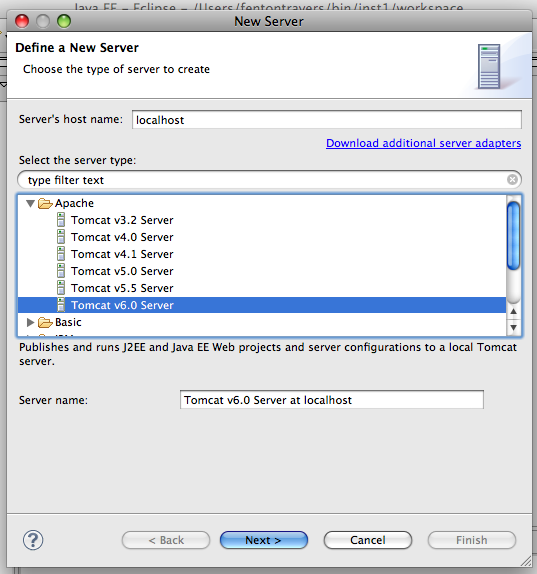 Java EE - Eclipse - /Users/fentontravers/bin/inst1/workspace
New Server
Define a New Server
Choose the type of server to create
Server's host name: localhost
Download additional server adapters
Select the server type:
type filter text
Apache
Tomcat v3.2 Server
Tomcat v4.0 Server
Tomcat v4.1 Server
Tomcat v5.0 Server
Tomcat v5.5 Server
Tomcat v6.0 Server
Basic
Publishes and runs J2EE and Java EE Web projects and server configurations to a local Tomcat
server.
Server name: Tomcat v6.0 Server at localhost
? < Back Next > Cancel Finish